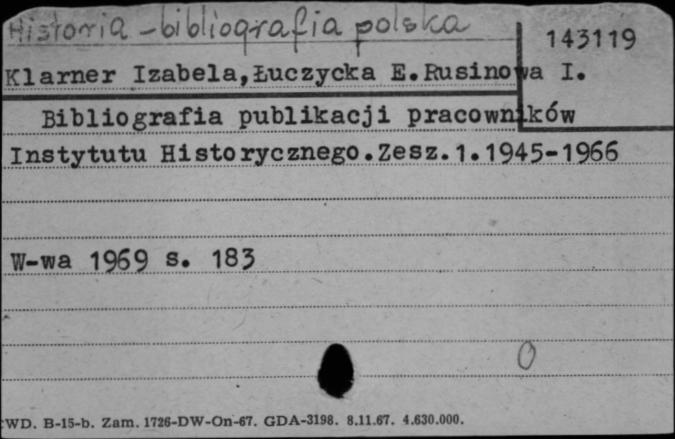 Historia - bibliografia polska
143119
Klarner Izabela,Łuczycka E.Rusinowa I.
Bibliografia publikacji pracowników
Instytutu Historycznego.Zesz.1.1945-1966
W-wa 1969 s. 183
0
WD. B-15-b. Zam. 1726-DW-On-67. GDA-3198. 8.11.67. 4.630.000.